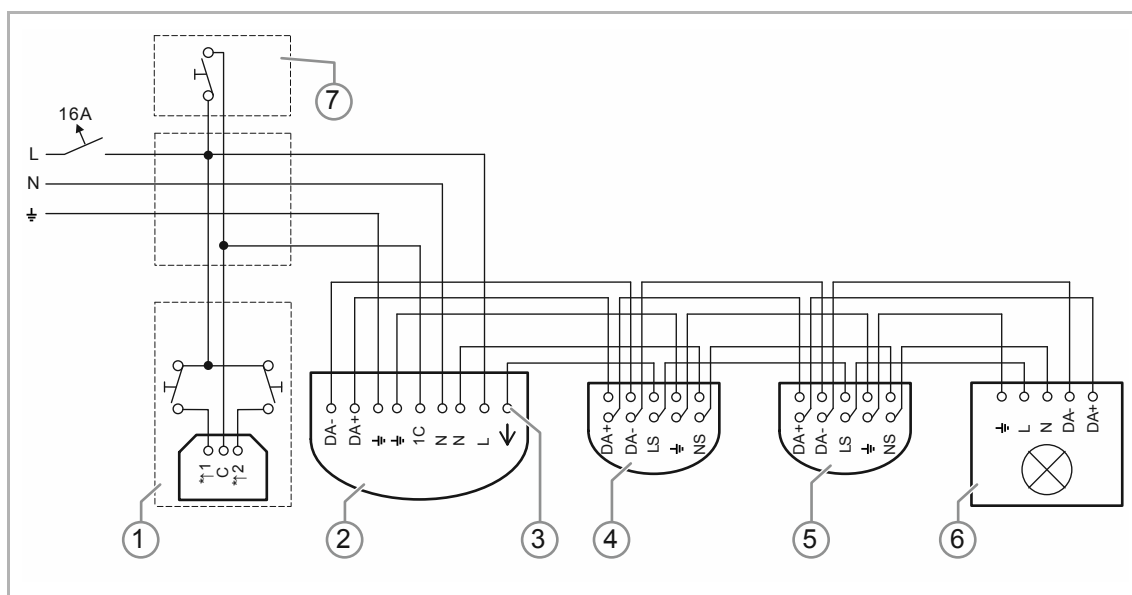 7
16A
L
N
⏚
DA-
DA+
⏚
⏚
1C
N
N
L
↓
DA+
DA-
LS
⏚
NS
DA+
DA-
LS
⏚
NS
⏚
L
N
DA-
DA+
*↑1
C
*↑2
1
2
3
4
5
6